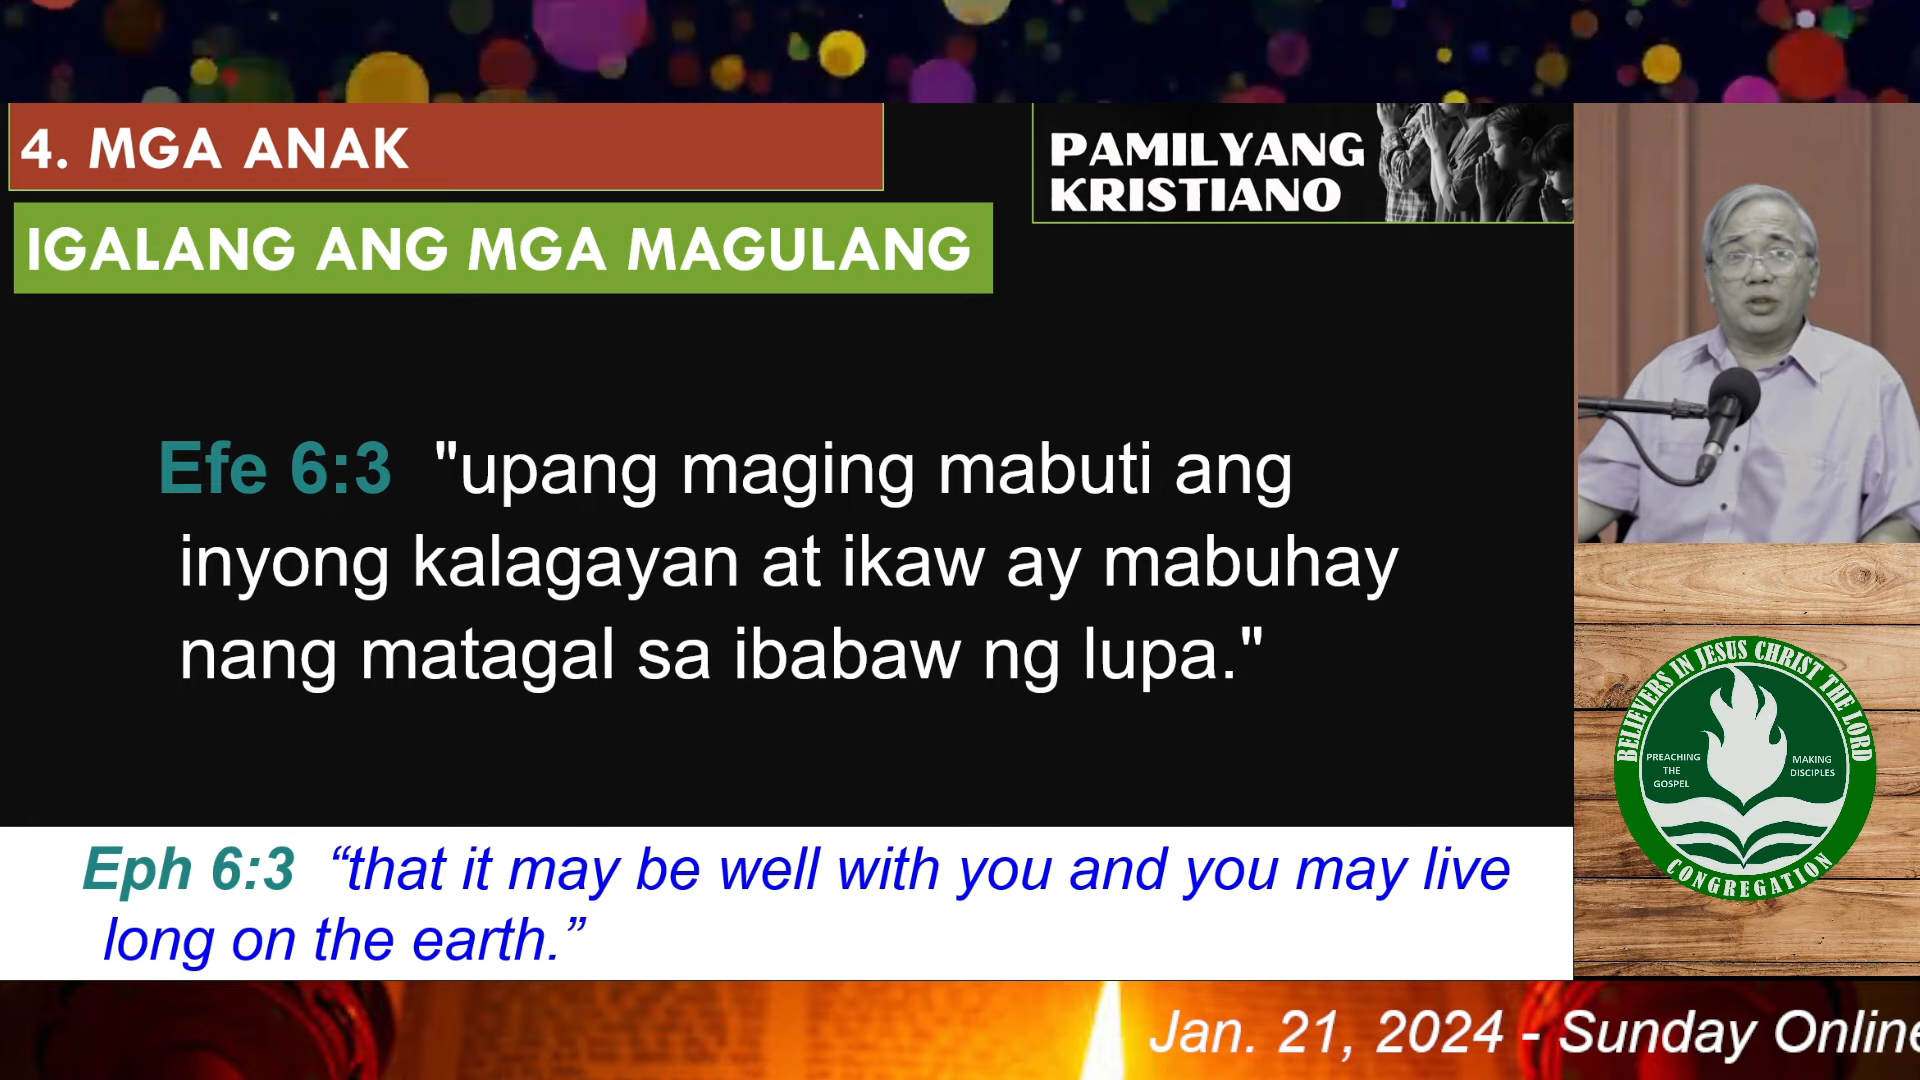 4. MGA ANAK
PAMILYANG
KRISTIANO
IGALANG ANG MGA MAGULANG
Efe 6:3 "upang maging mabuti ang
inyong kalagayan at ikaw ay mabuhay
nang matagal sa ibabaw ng lupa."
BELIEVERS IN JESUS CHRIST THE LORD
PREACHING
THE
GOSPEL
MAKING
DISCIPLES
CONGREGATION
Eph 6:3 “that it may be well with you and you may live
long on the earth.”
Jan. 21, 2024 - Sunday Online